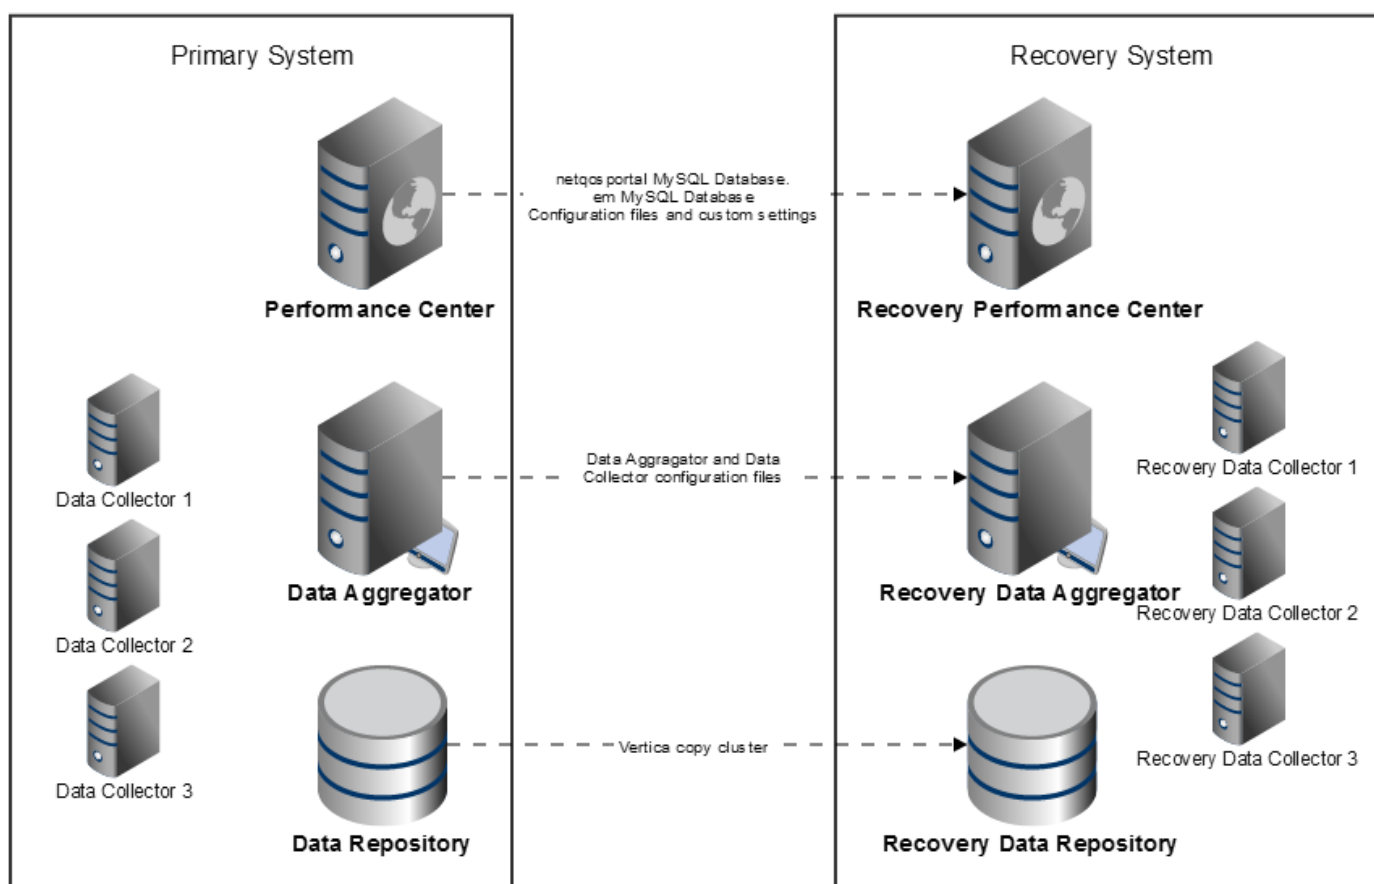 Primary System
Recovery System
netqosportal MySQL Database.
em MySQL Database
Configuration files and custom settings
Performance Center
Recovery Performance Center
Data Collector 1
Data Aggragator and Data
Collector configuration files
Recovery Data Collector 1
Data Aggregator
Recovery Data Aggregator
Data Collector 2
Recovery Data Collector 2
Vertica copy cluster
Data Collector 3
Recovery Data Collector 3
Data Repository
Recovery Data Repository